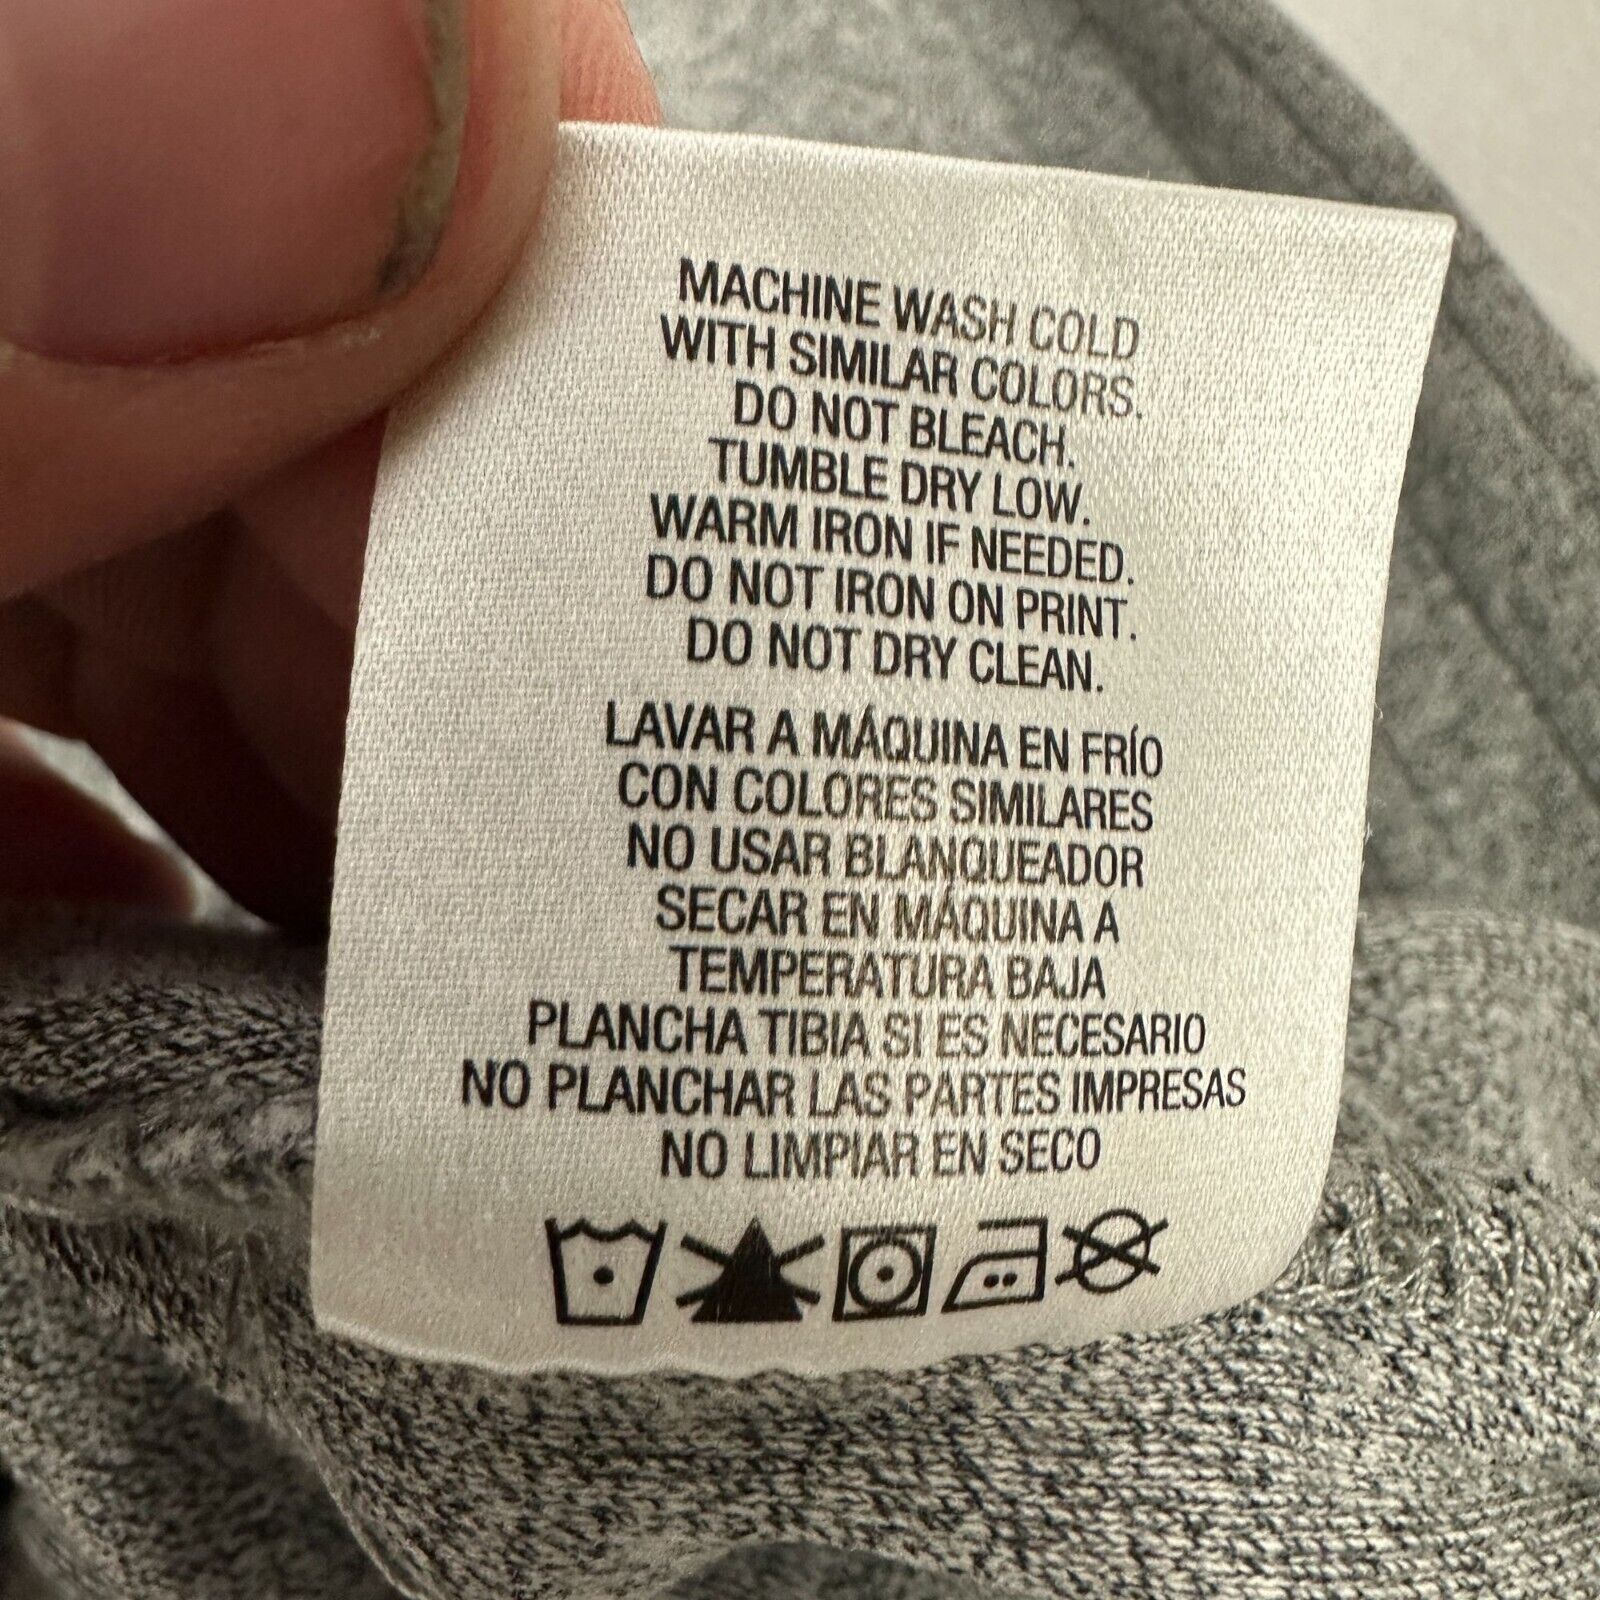 MACHINE WASH COLD
WITH SIMILAR COLORS.
DO NOT BLEACH.
TUMBLE DRY LOW.
WARM IRON IF NEEDED.
DO NOT IRON ON PRINT.
DO NOT DRY CLEAN.
LAVAR A MÁQUINA EN FRÍO
CON COLORES SIMILARES
NO USAR BLANQUEADOR
SECAR EN MÁQUINA A
TEMPERATURA BAJA
PLANCHA TIBIA SI ES NECESARIO
NO PLANCHAR LAS PARTES IMPRESAS
NO LIMPIAR EN SECO